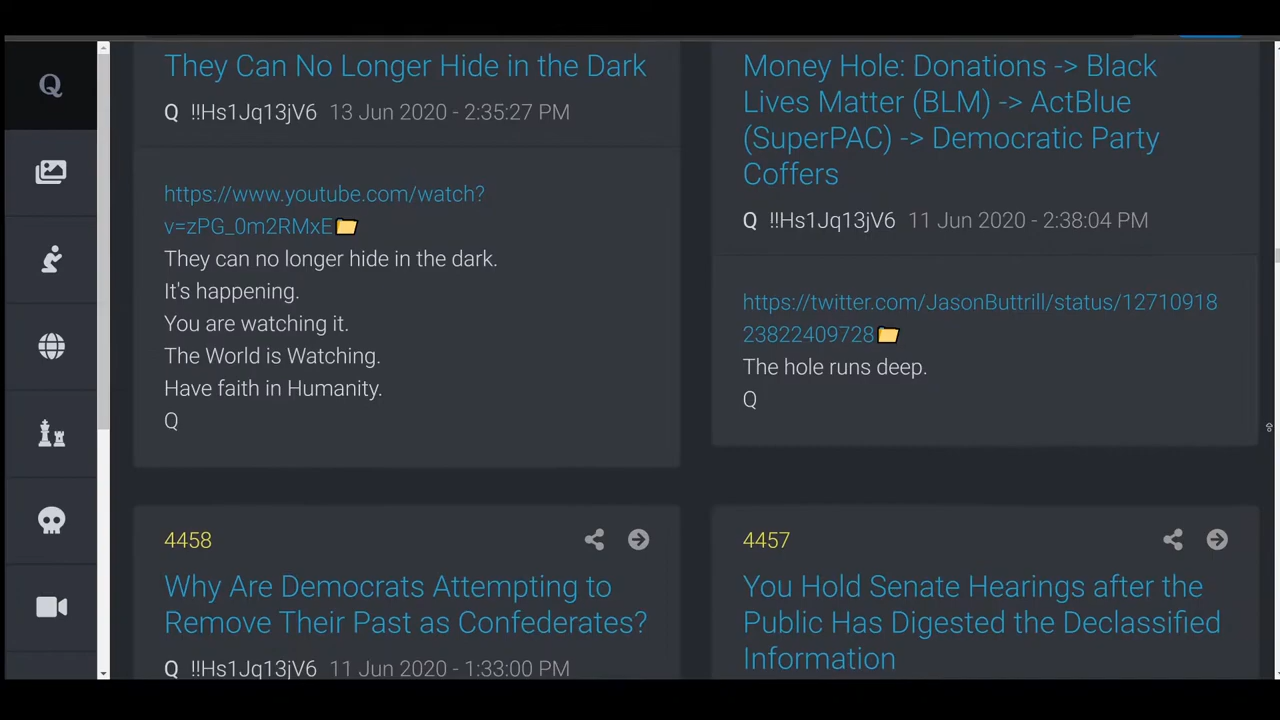 Q
They Can No Longer Hide in the Dark
Q !!Hs1Jq13jV6 13 Jun 2020 - 2:35:27 PM
https://www.youtube.com/watch?
v=zPG_0m2RMxE
They can no longer hide in the dark.
It's happening.
You are watching it.
The World is Watching.
Have faith in Humanity.
Q
Money Hole: Donations -> Black
Lives Matter (BLM) -> ActBlue
(SuperPAC) -> Democratic Party
Coffers
Q !!Hs1Jq13jV6 11 Jun 2020 - 2:38:04 PM
https://twitter.com/JasonButtrill/status/12710918
23822409728
The hole runs deep.
Q
4458
Why Are Democrats Attempting to
Remove Their Past as Confederates?
Q !!Hs1Jq13jV6 11 Jun 2020 - 1:33:00 PM
4457
You Hold Senate Hearings after the
Public Has Digested the Declassified
Information